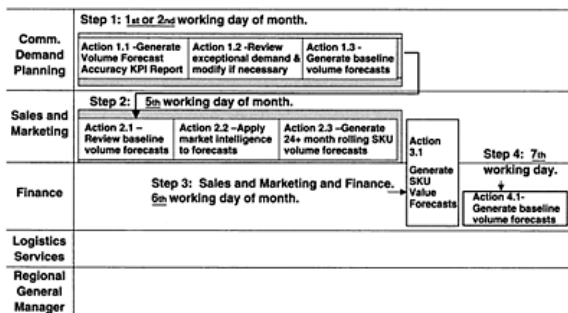 Comm.
Demand
Planning
Step 1: 1st or 2nd working day of month.
Action 1.1 -Generate
Volume Forecast
Accuracy KPI Report
Action 1.2 -Review
exceptional demand &
modify if necessary
Action 1.3 -
Generate baseline
volume forecasts
Sales and
Marketing
Step 2: 5th working day of month.
Action 2.1 –
Review baseline
volume forecasts
Action 2.2 –Apply
market intelligence
to forecasts
Action 2.3 –Generate
24+ month rolling SKU
volume forecasts
Action
3.1
Generate
SKU
Value
Forecasts
Step 4: 7th
working day.
Finance
Step 3: Sales and Marketing and Finance.
6th working day of month.
Action 4.1-
Generate baseline
volume forecasts
Logistics
Services
Regional
General
Manager